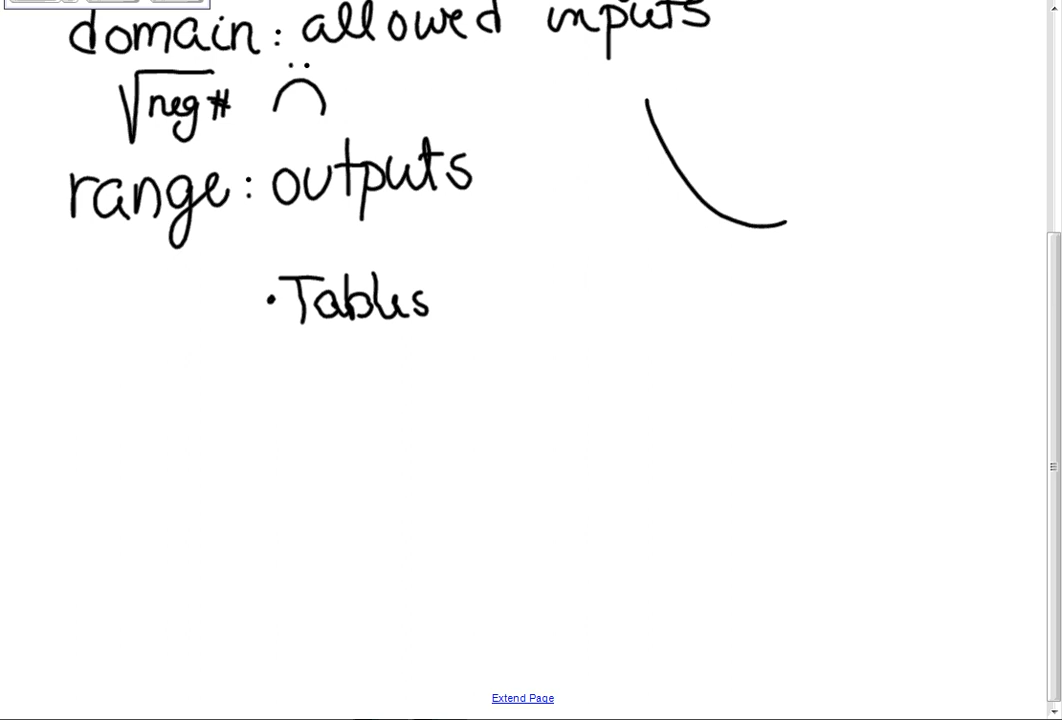 domain: allowed inputs
√neg #
range: outputs
• Tables
Extend Page